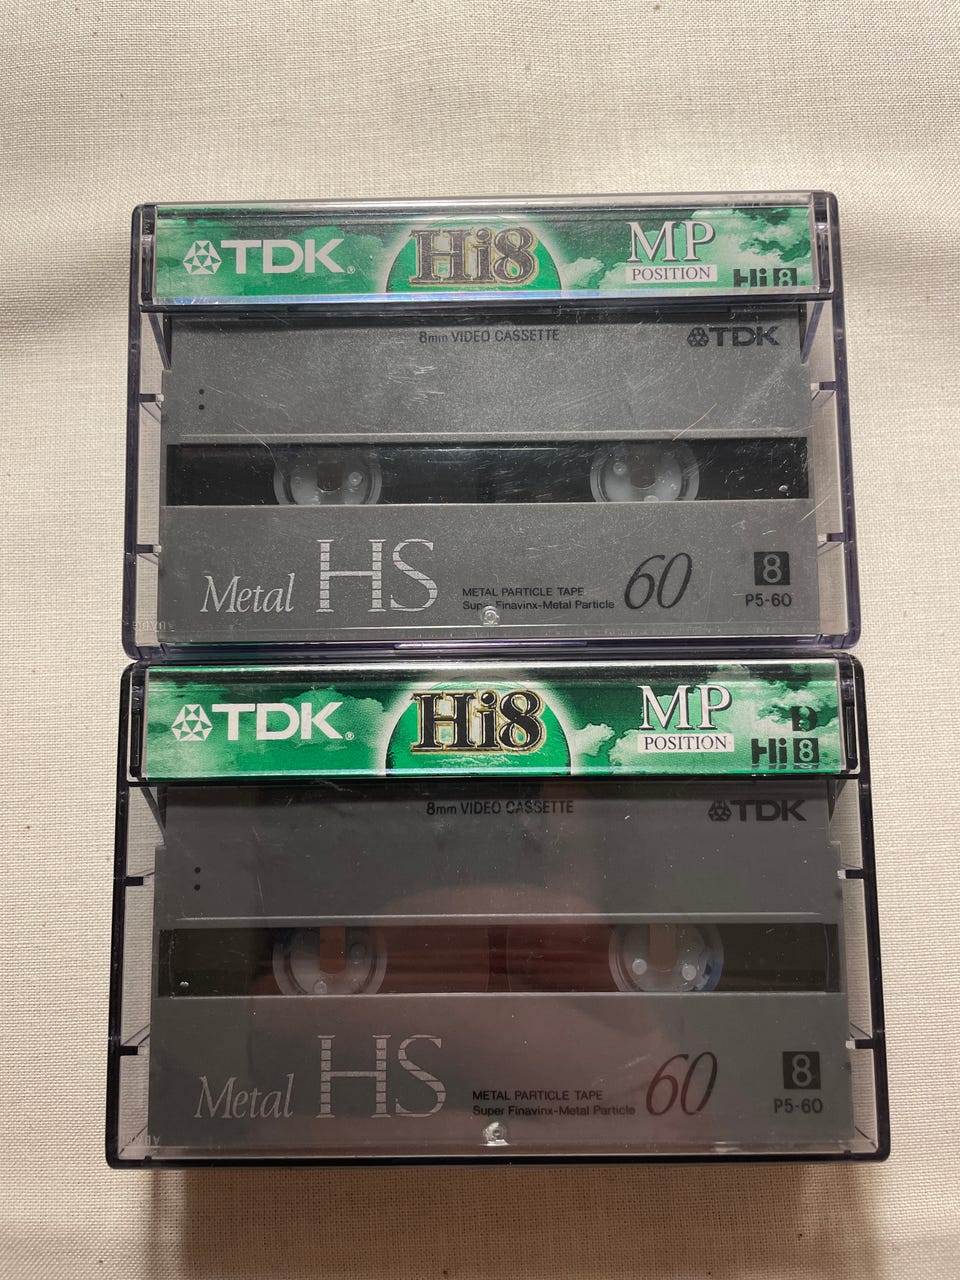 TDK®
Hi8
MP
POSITION
Hi8
8mm VIDEO CASSETTE
TDK
Metal HS
METAL PARTICLE TAPE
Super Finavinx-Metal Particle
60
8
P5-60
TDK®
Hi8
MP
POSITION
Hi8
8mm VIDEO CASSETTE
TDK
Metal HS
METAL PARTICLE TAPE
Super Finavinx-Metal Particle
60
8
P5-60